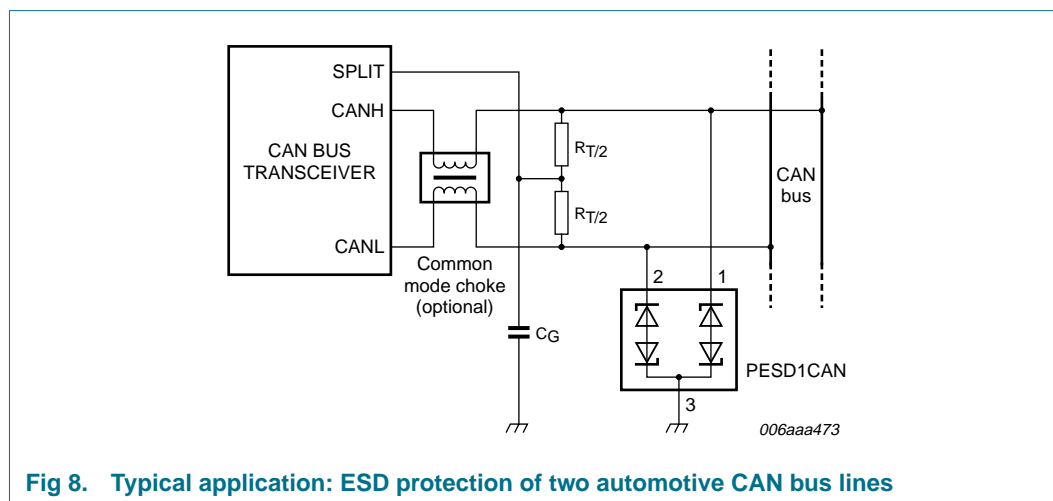 SPLIT
CANH
CAN BUS
TRANSCEIVER
CANL
Common
mode choke
(optional)
RT/2
RT/2
CG
CAN
bus
2
1
3
PESD1CAN
006aaa473
Fig 8. Typical application: ESD protection of two automotive CAN bus lines